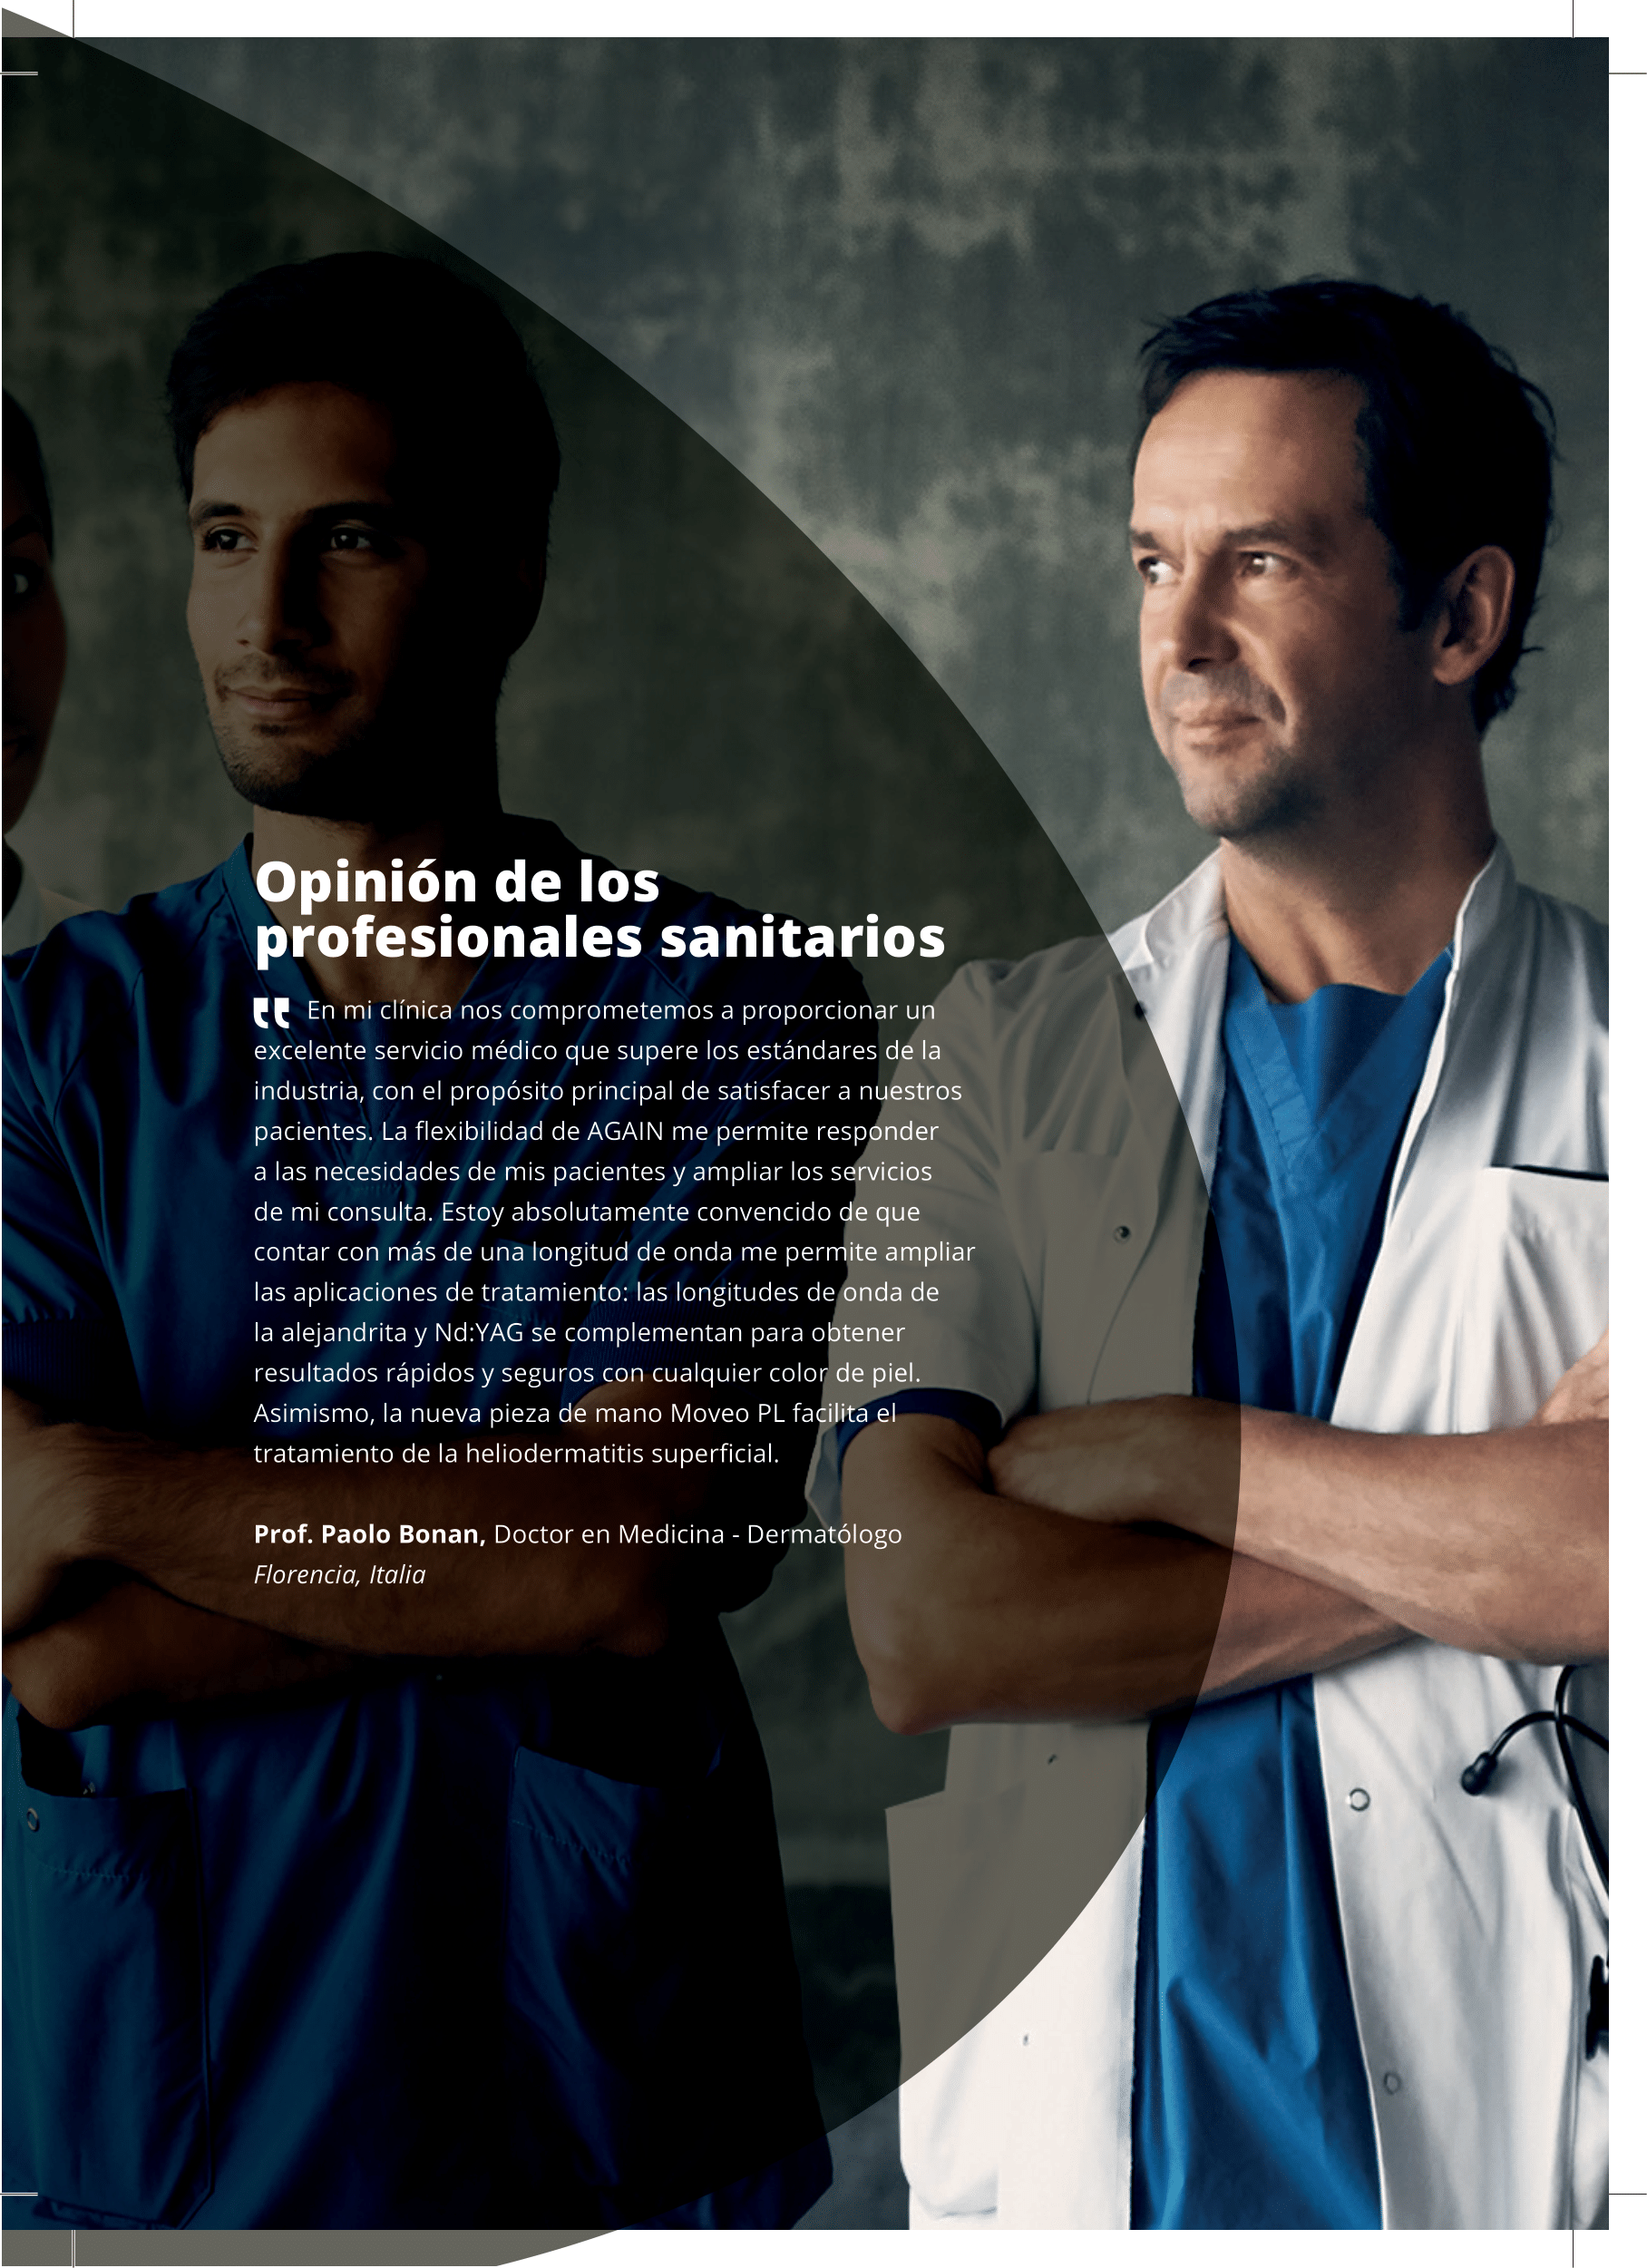 Opinión de los
profesionales sanitarios
“ En mi clínica nos comprometemos a proporcionar un
excelente servicio médico que supere los estándares de la
industria, con el propósito principal de satisfacer a nuestros
pacientes. La flexibilidad de AGAIN me permite responder
a las necesidades de mis pacientes y ampliar los servicios
de mi consulta. Estoy absolutamente convencido de que
contar con más de una longitud de onda me permite ampliar
las aplicaciones de tratamiento: las longitudes de onda de
la alejandrita y Nd:YAG se complementan para obtener
resultados rápidos y seguros con cualquier color de piel.
Asimismo, la nueva pieza de mano Moveo PL facilita el
tratamiento de la heliodermatitis superficial.
Prof. Paolo Bonan, Doctor en Medicina - Dermatólogo
Florencia, Italia